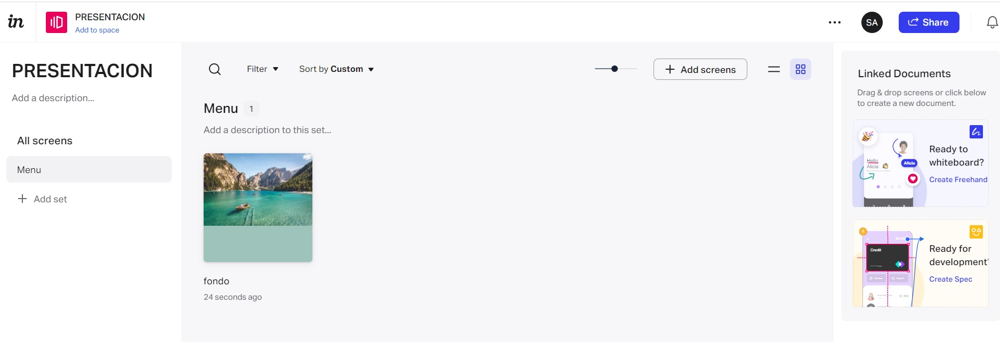 in
PRESENTACION
Add to space
SA
Share
PRESENTACION
Add a description...
All screens
Menu
Add set
Filter
Sort by Custom
Add screens
Menu 1
Add a description to this set...
fondo
24 seconds ago
Linked Documents
Drag & drop screens or click below
to create a new document.
Hello,
Alicia
Alicia
Ready to
whiteboard?
Create Freehand
1
Credit
$1,500
Ready for
development?
Create Spec